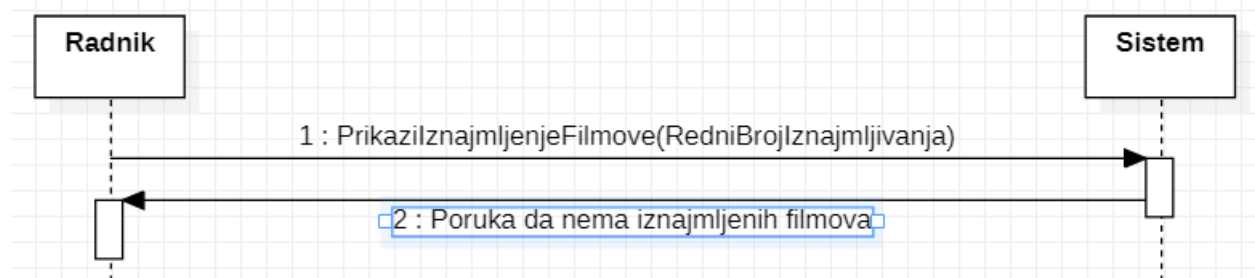 Radnik
Sistem
1 : PrikaziIznajmljenjeFilmove(RedniBrojIznajmljivanja)
2 : Poruka da nema iznajmljenih filmova